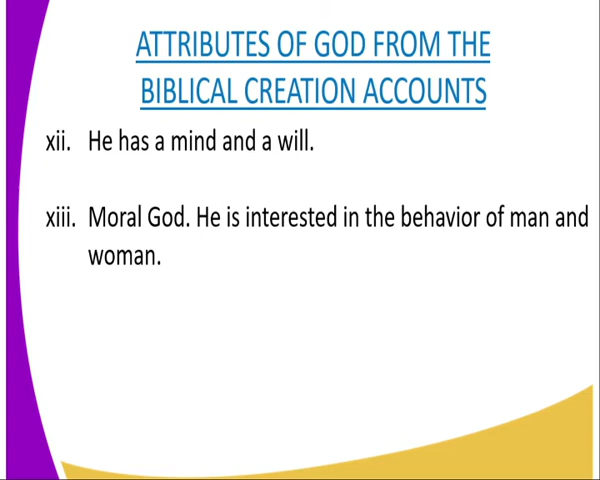 ATTRIBUTES OF GOD FROM THE
BIBLICAL CREATION ACCOUNTS
xii. He has a mind and a will.
xiii. Moral God. He is interested in the behavior of man and
woman.